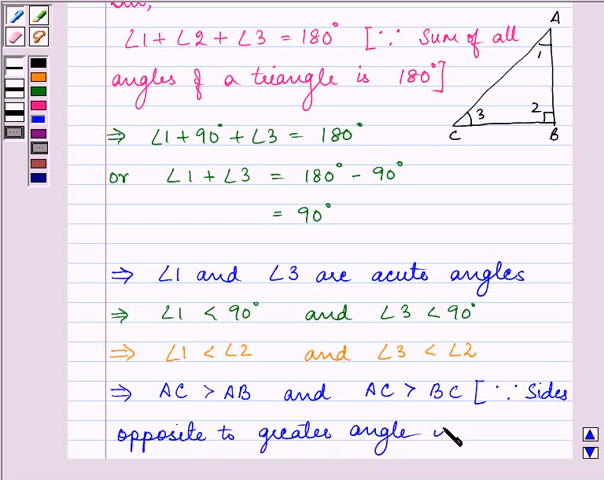 But,
∠1 + ∠2 + ∠3 = 180° [∵ Sum of all
angles of a triangle is 180°]
⇒ ∠1 + 90° + ∠3 = 180°
or ∠1 + ∠3 = 180° - 90°
= 90°
⇒ ∠1 and ∠3 are acute angles
⇒ ∠1 < 90° and ∠3 < 90°
⇒ ∠1 < ∠2 and ∠3 < ∠2
⇒ AC > AB and AC > BC [∵ Sides
opposite to greater angle
A
1
3
2
C
B